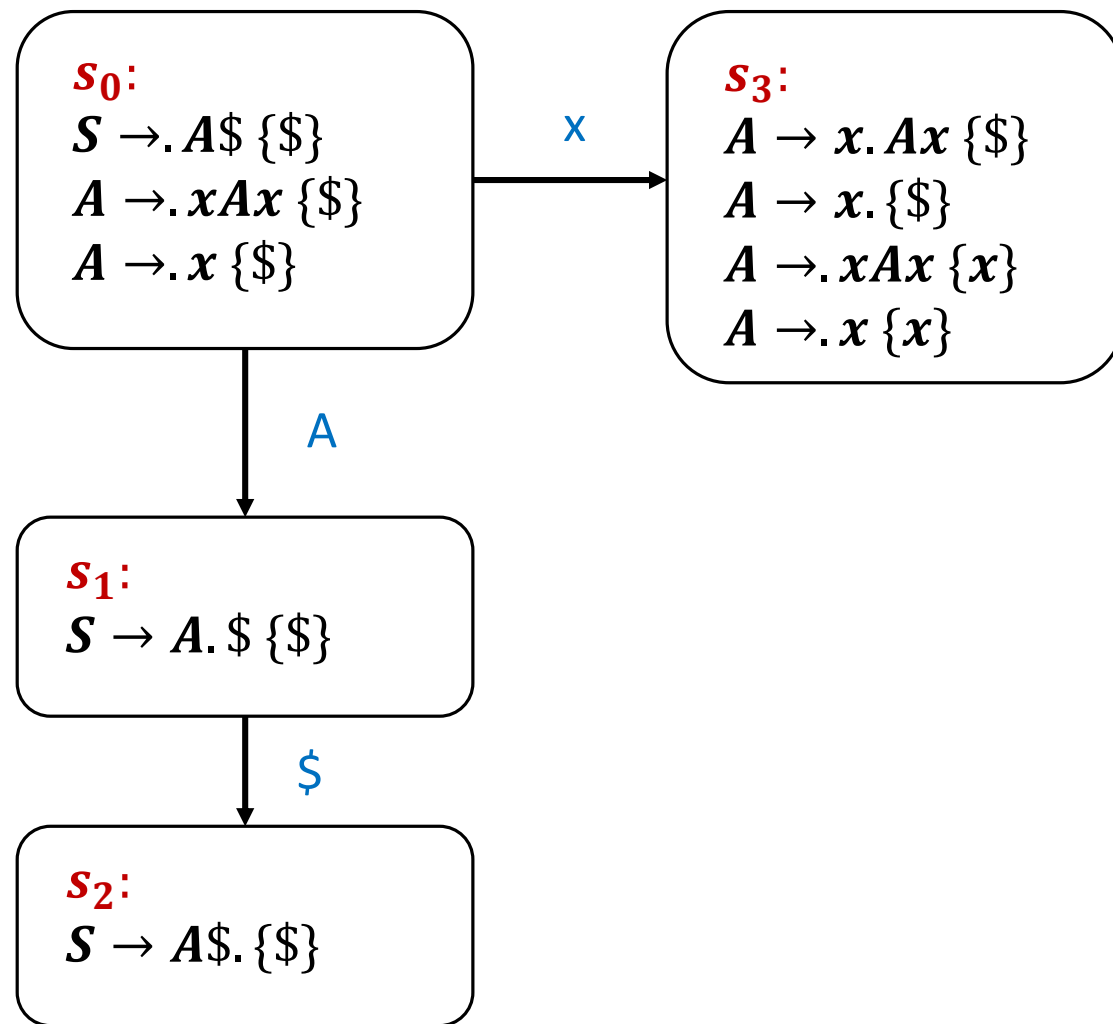 s₀:
S →. A$ {$}
A →. xAx {$}
A →. x {$}
x
s₃:
A → x. Ax {$}
A → x. {$}
A →. xAx {x}
A →. x {x}
A
s₁:
S → A. $ {$}
$
s₂:
S → A$. {$}